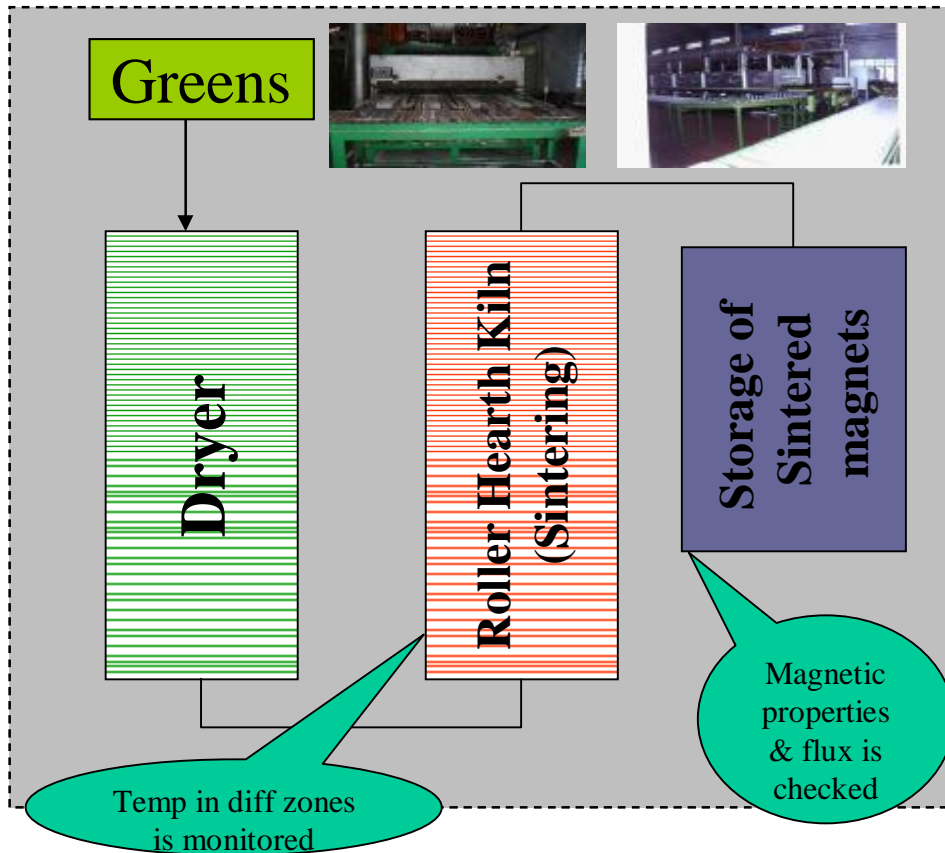 Greens
Dryer
Roller Hearth Kiln
(Sintering)
Storage of
Sintered
magnets
Temp in diff zones
is monitored
Magnetic
properties
& flux is
checked